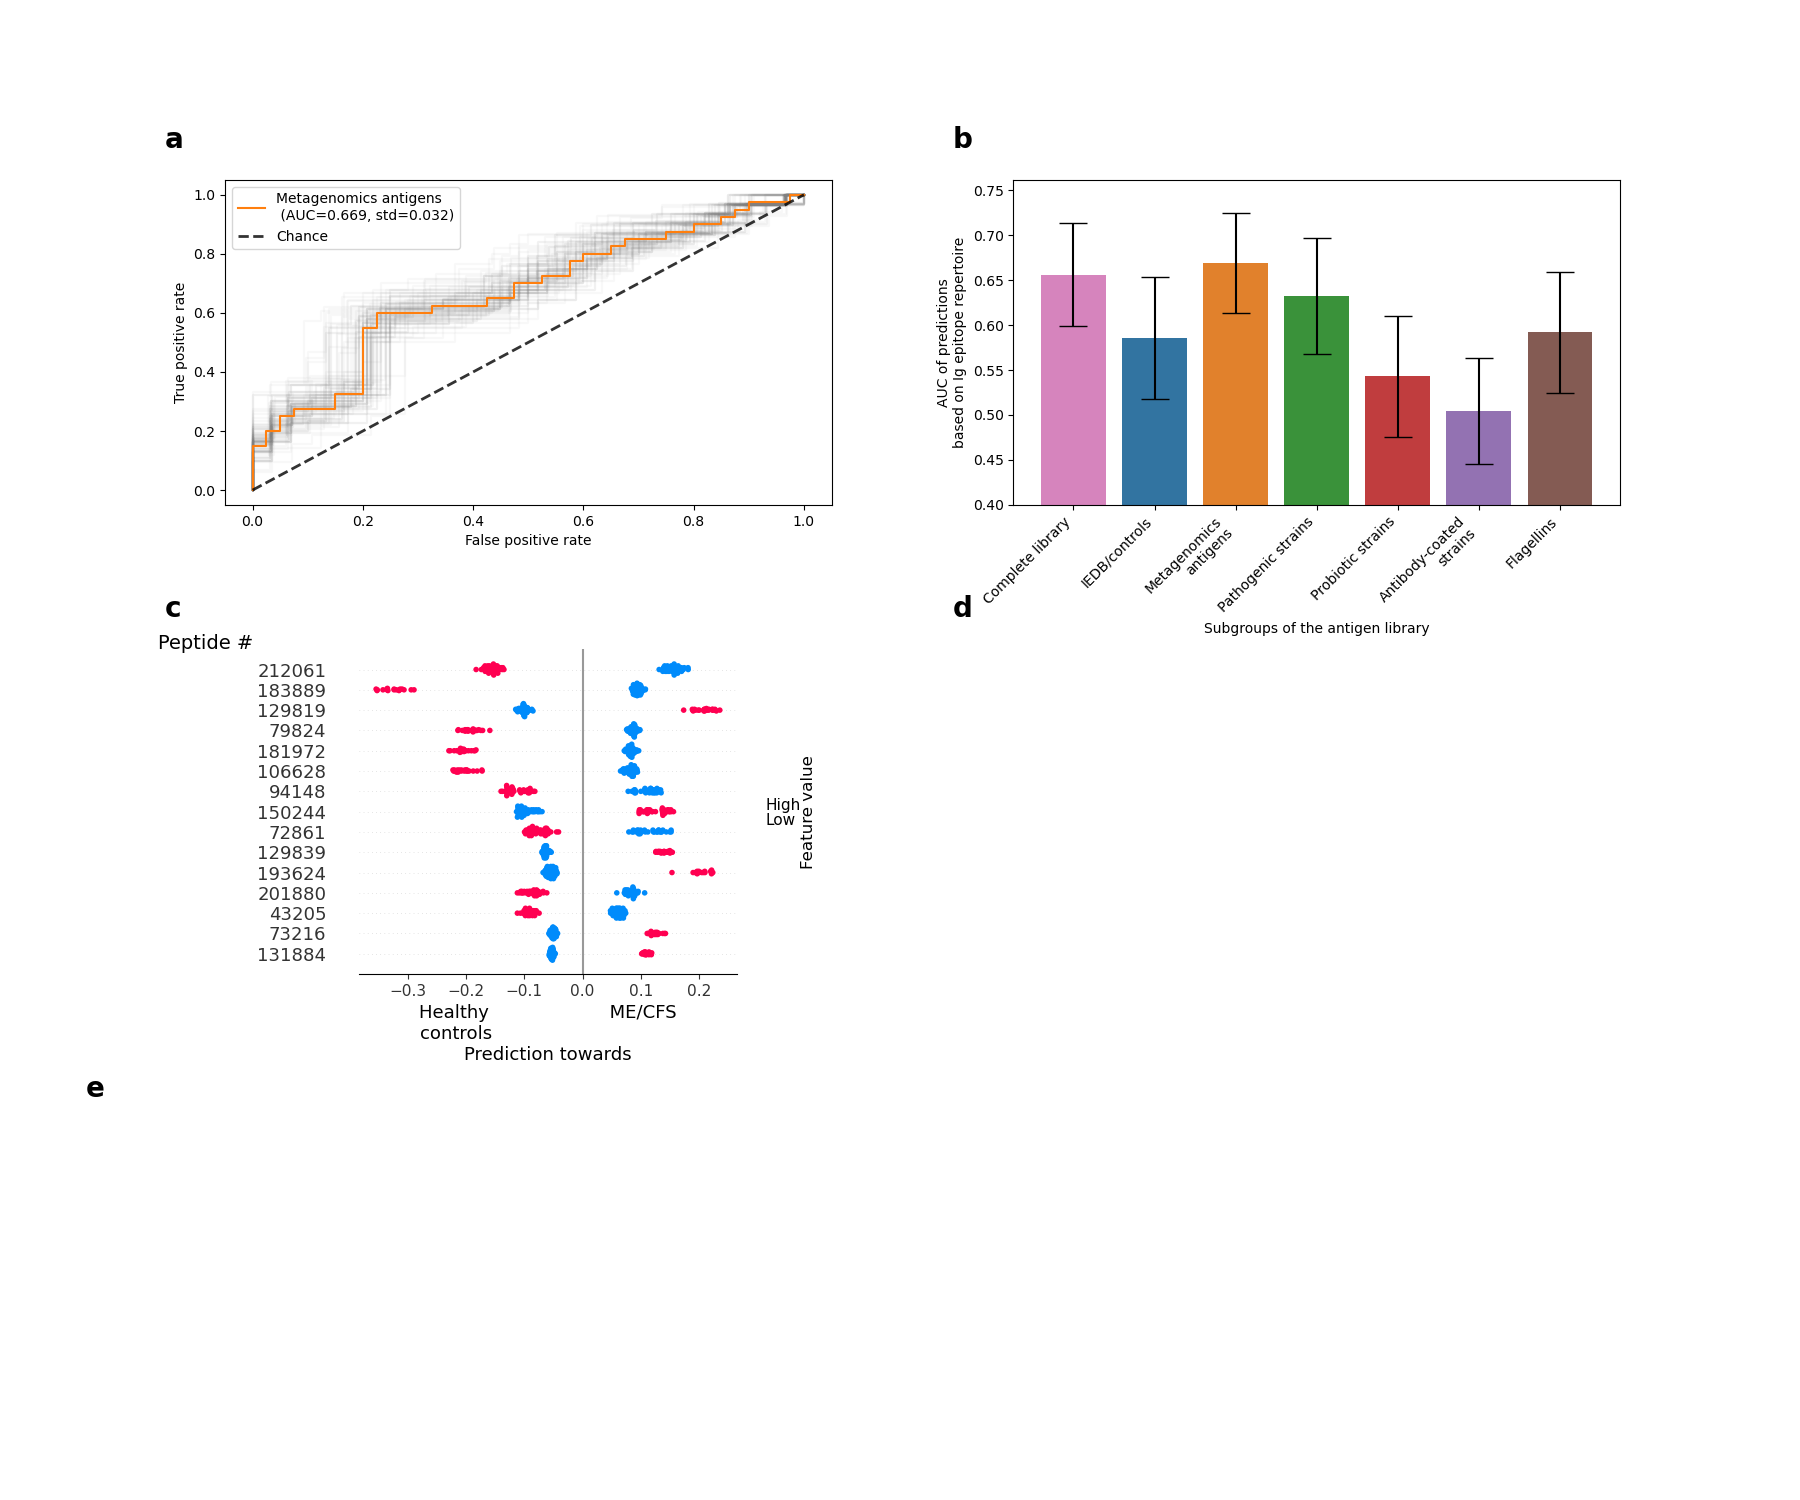 a
Metagenomics antigens
(AUC=0.669, std=0.032)
Chance
1.0
0.8
0.6
0.4
0.2
0.0
True positive rate
0.0 0.2 0.4 0.6 0.8 1.0
False positive rate
b
0.75
0.70
0.65
0.60
0.55
0.50
0.45
0.40
AUC of predictions
based on Ig epitope repertoire
Complete library
IEDB/controls
Metagenomics
antigens
Pathogenic strains
Probiotic strains
Antibody-coated
strains
Flagellins
Subgroups of the antigen library
c
Peptide #
212061
183889
129819
79824
181972
106628
94148
150244
72861
129839
193624
201880
43205
73216
131884
−0.3 −0.2 −0.1 0.0 0.1 0.2
Healthy
controls
ME/CFS
Prediction towards
High
Low
Feature value
d
e